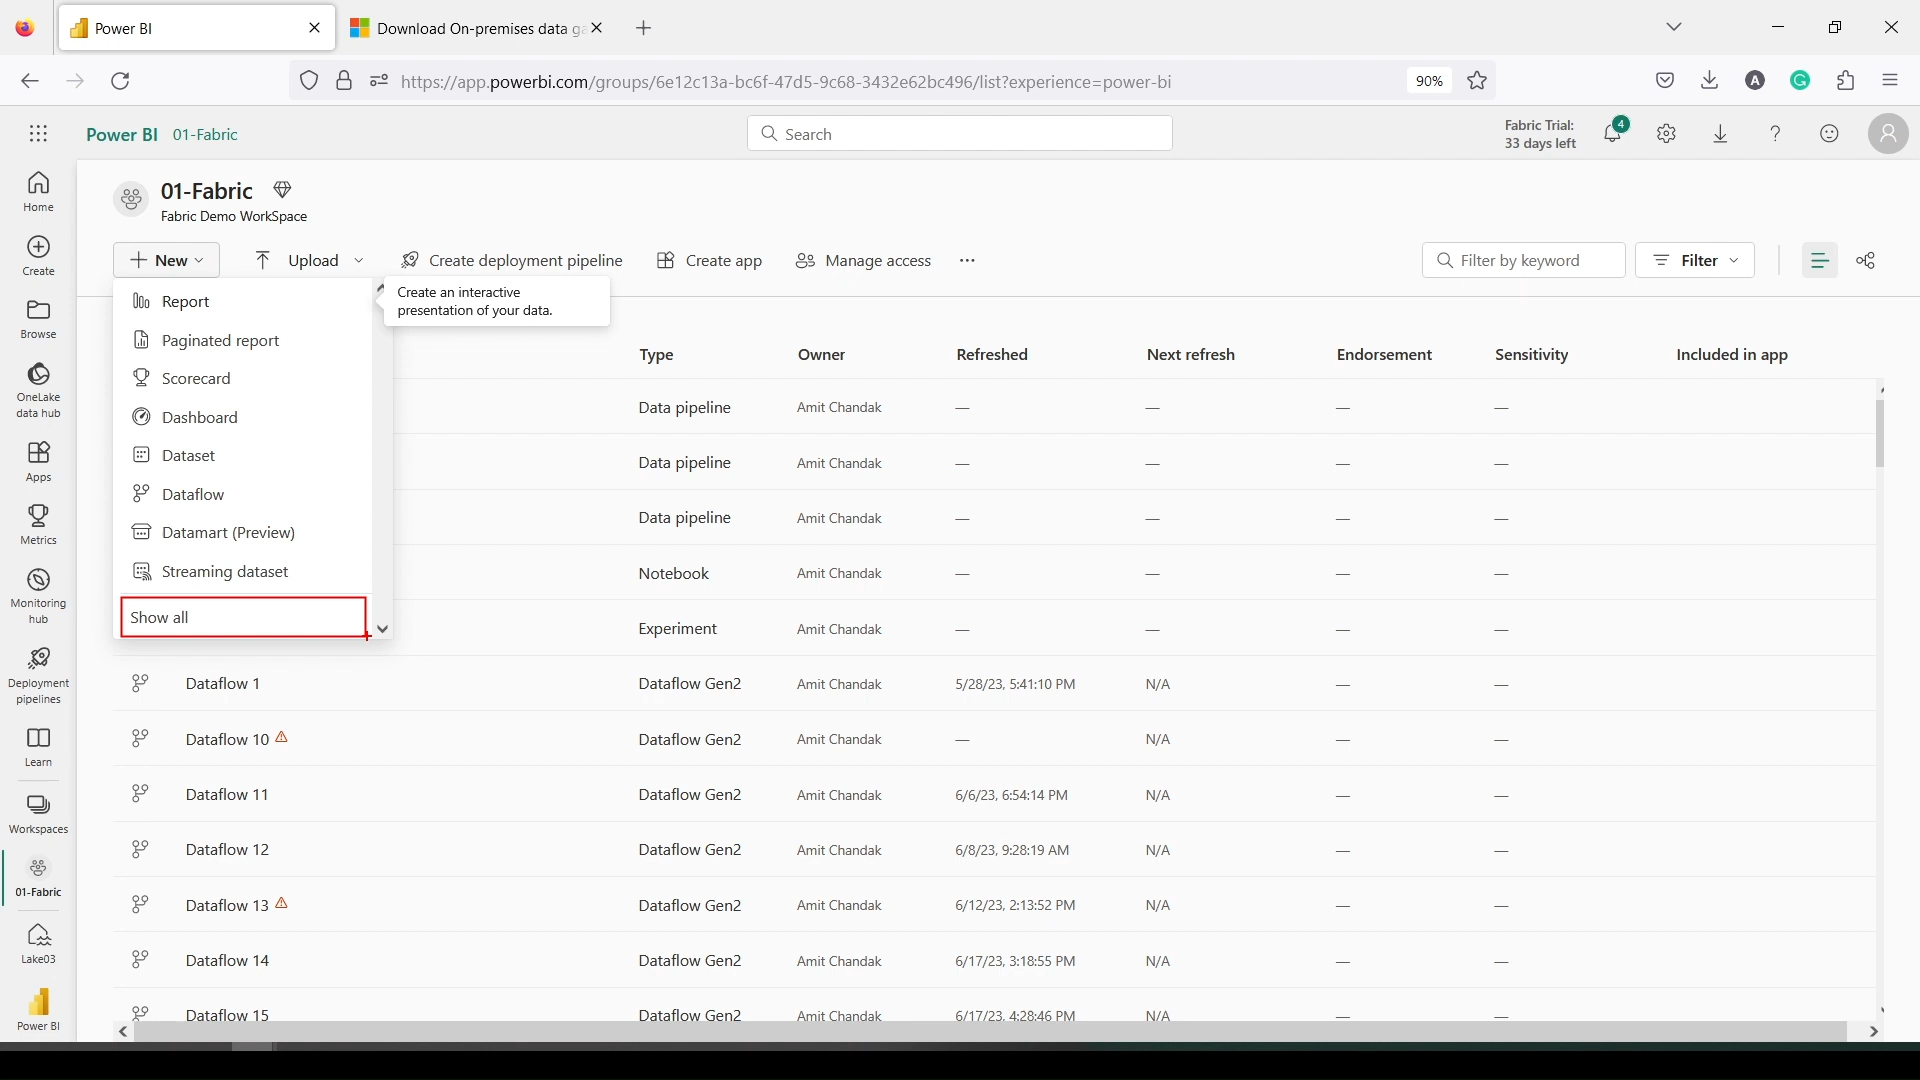 Power BI
Download On-premises data ga
https://app.powerbi.com/groups/6e12c13a-bc6f-47d5-9c68-3432e62bc496/list?experience=power-bi
90%
A
G
Power BI 01-Fabric
Search
Fabric Trial:
33 days left
4
Home
Create
Browse
OneLake
data hub
Apps
Metrics
Monitoring
hub
Deployment
pipelines
Learn
Workspaces
01-Fabric
Lake03
Power BI
01-Fabric
Fabric Demo WorkSpace
New
Upload
Create deployment pipeline
Create app
Manage access
Filter by keyword
Filter
Report
Paginated report
Scorecard
Dashboard
Dataset
Dataflow
Datamart (Preview)
Streaming dataset
Show all
Create an interactive
presentation of your data.
Type Owner Refreshed Next refresh Endorsement Sensitivity Included in app
Data pipeline Amit Chandak — — — —
Data pipeline Amit Chandak — — — —
Data pipeline Amit Chandak — — — —
Notebook Amit Chandak — — — —
Experiment Amit Chandak — — — —
Dataflow 1 Dataflow Gen2 Amit Chandak 5/28/23, 5:41:10 PM N/A — —
Dataflow 10 Dataflow Gen2 Amit Chandak — N/A — —
Dataflow 11 Dataflow Gen2 Amit Chandak 6/6/23, 6:54:14 PM N/A — —
Dataflow 12 Dataflow Gen2 Amit Chandak 6/8/23, 9:28:19 AM N/A — —
Dataflow 13 Dataflow Gen2 Amit Chandak 6/12/23, 2:13:52 PM N/A — —
Dataflow 14 Dataflow Gen2 Amit Chandak 6/17/23, 3:18:55 PM N/A — —
Dataflow 15 Dataflow Gen2 Amit Chandak 6/17/23, 4:28:46 PM N/A — —